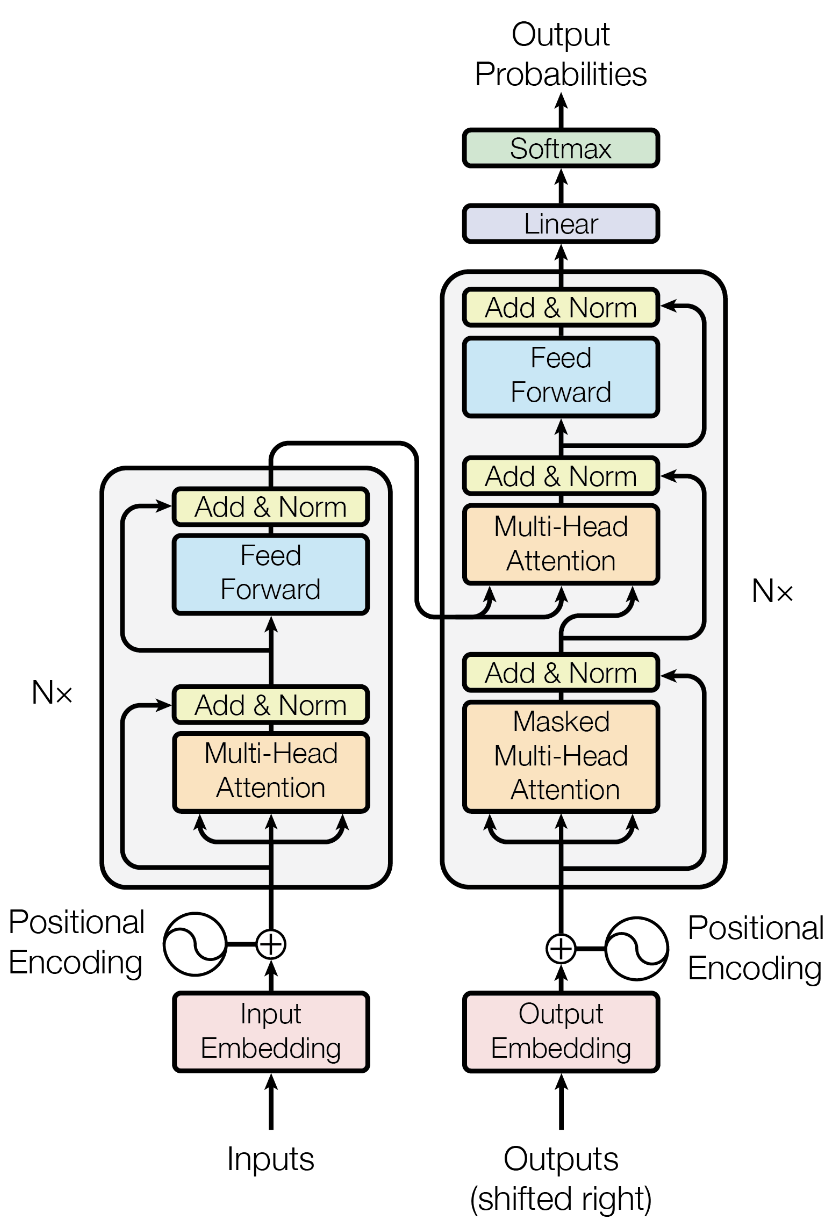 Output
Probabilities
Softmax
Linear
Add & Norm
Feed
Forward
Add & Norm
Multi-Head
Attention
N×
Add & Norm
Masked
Multi-Head
Attention
Add & Norm
Feed
Forward
N×
Add & Norm
Multi-Head
Attention
Positional
Encoding
Positional
Encoding
Input
Embedding
Output
Embedding
Inputs
Outputs
(shifted right)